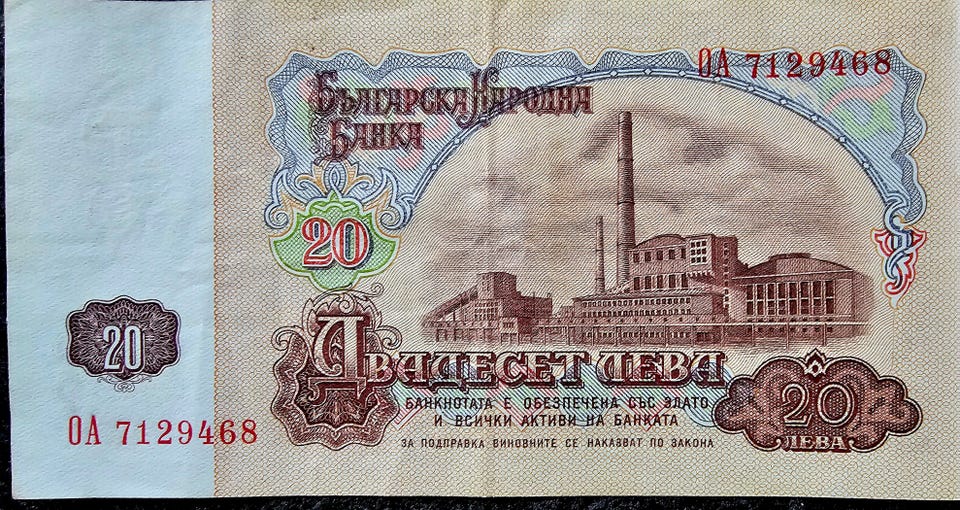 ОА 7129468
Българска Народна
Банка
20
20
Двадесет лева
БАНКНОТАТА Е ОБЕЗПЕЧЕНА СЪС ЗЛАТО
И ВСИЧКИ АКТИВИ НА БАНКАТА
ЗА ПОДПРАВКА ВИНОВНИТЕ СЕ НАКАЗВАТ ПО ЗАКОНА
20
ЛЕВА
ОА 7129468